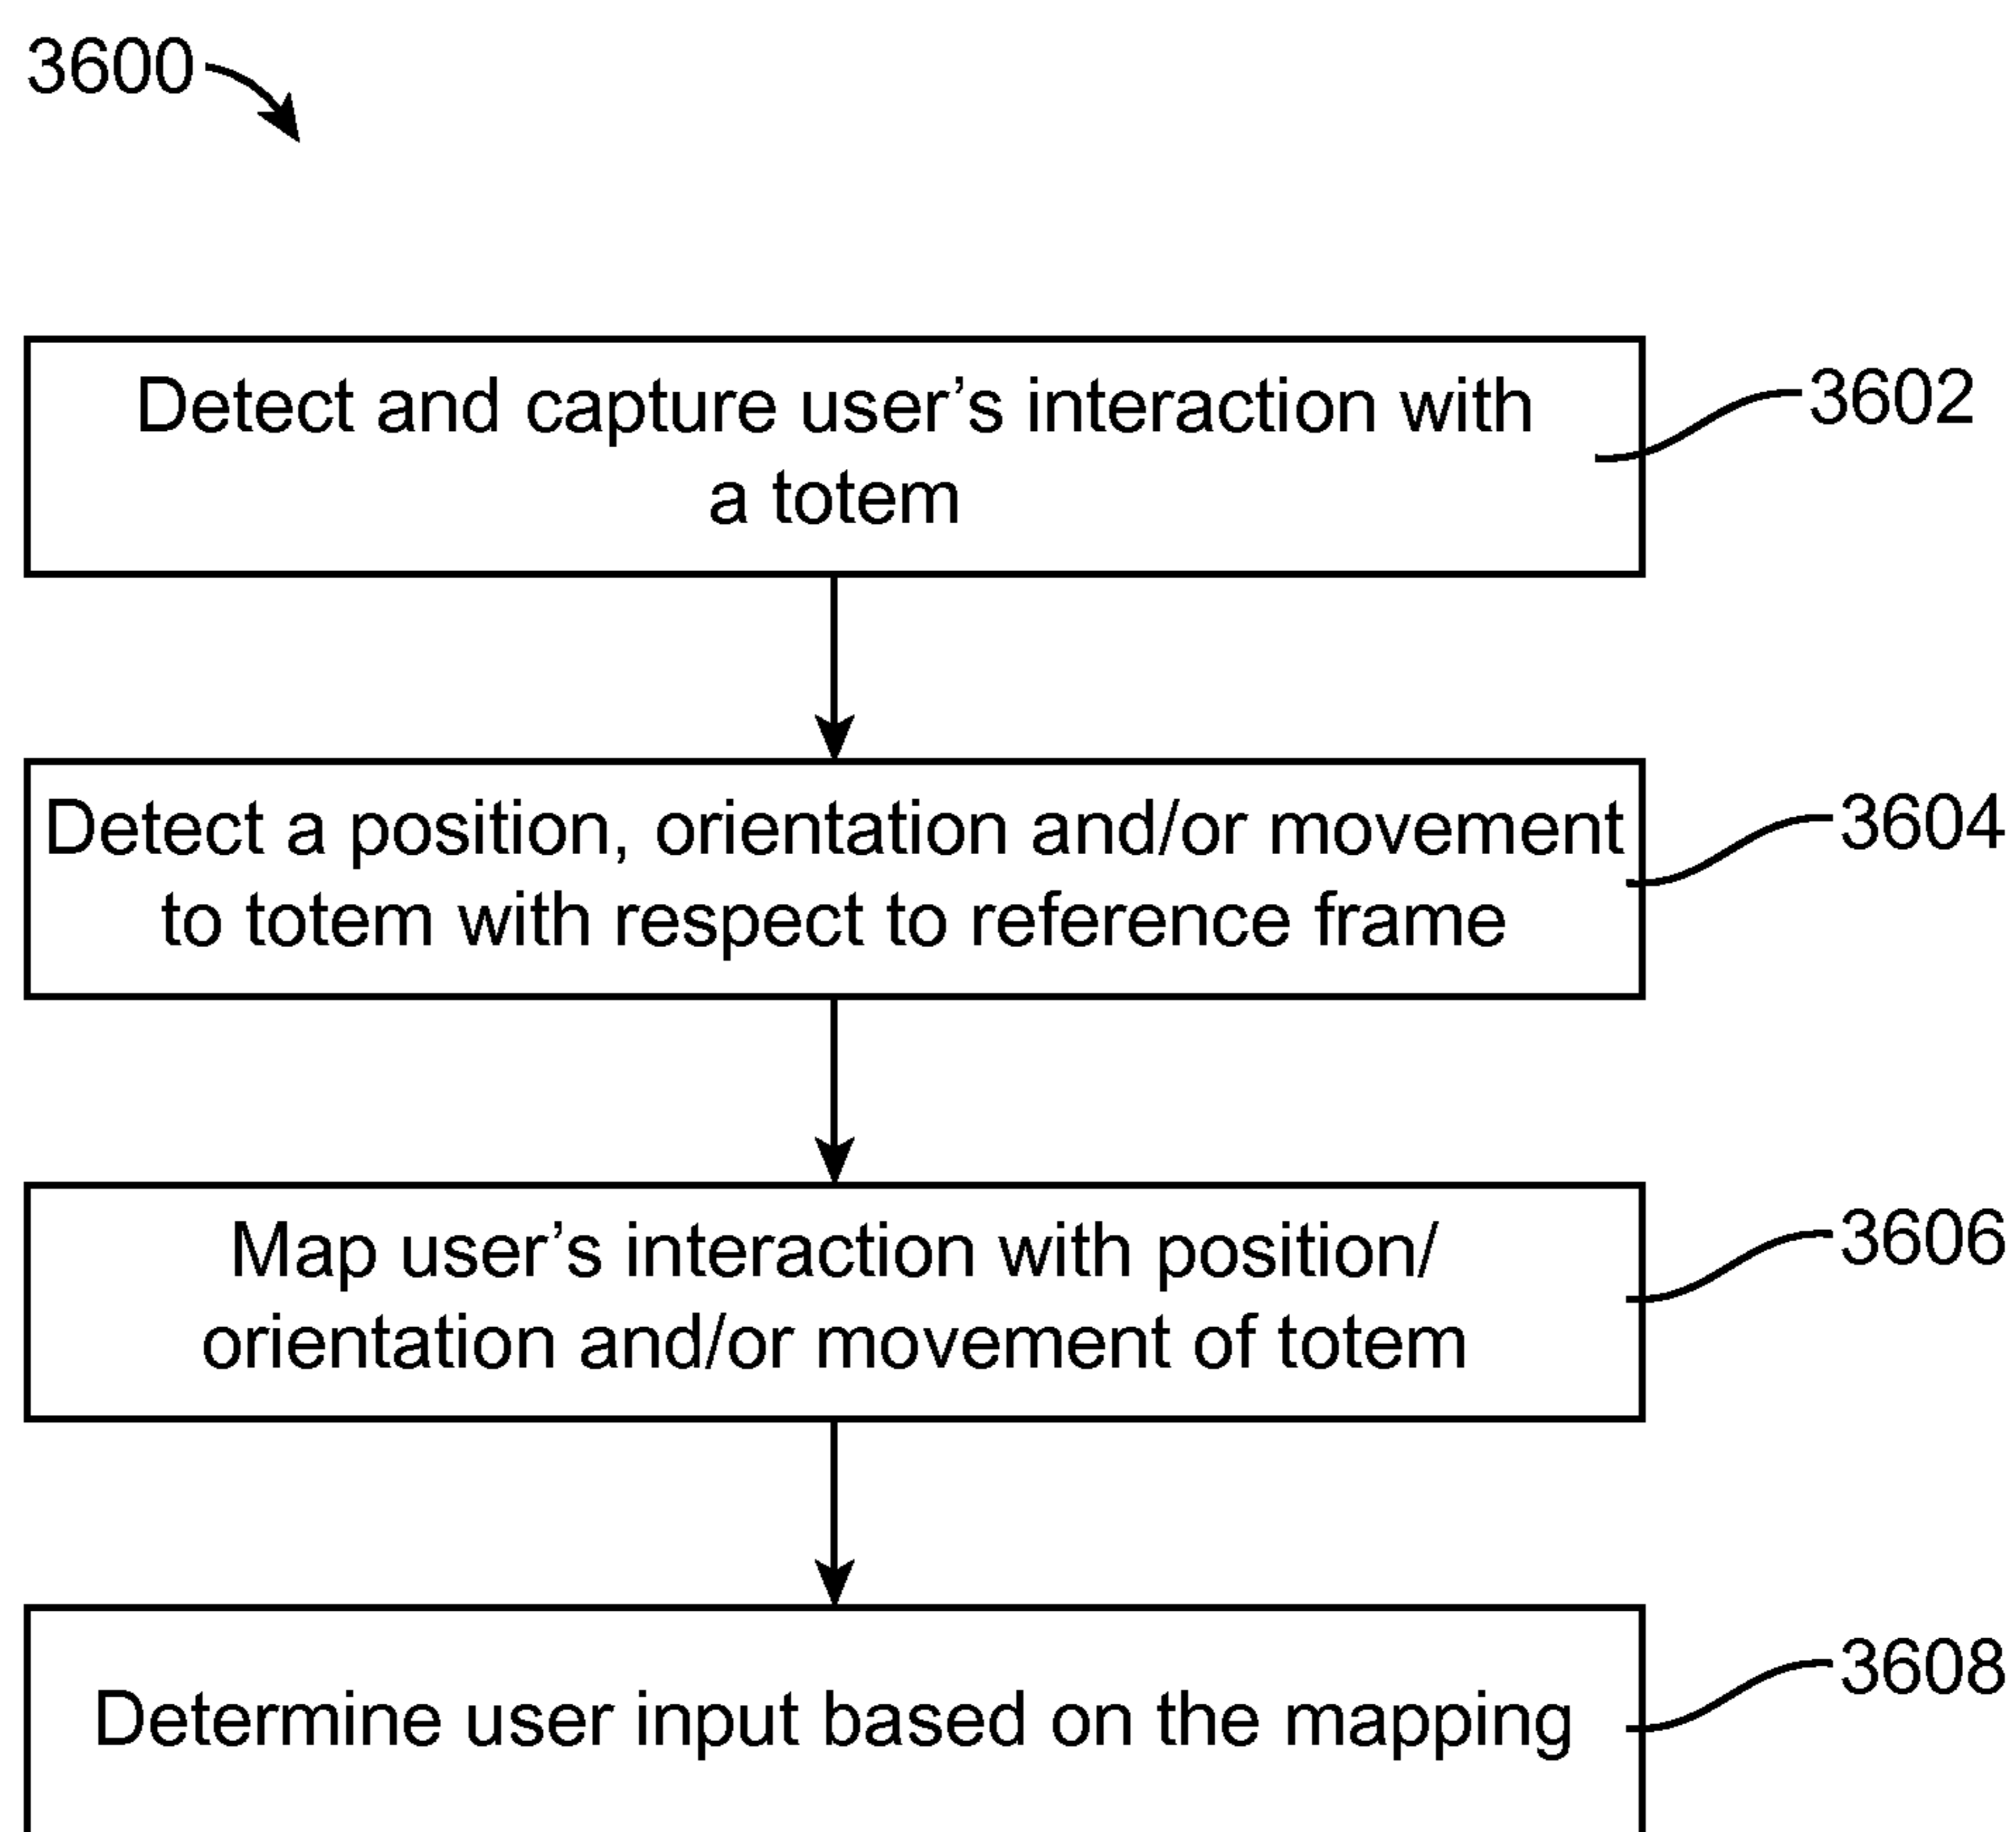 3600
Detect and capture user’s interaction with
a totem
3602
Detect a position, orientation and/or movement
to totem with respect to reference frame
3604
Map user’s interaction with position/
orientation and/or movement of totem
3606
Determine user input based on the mapping
3608